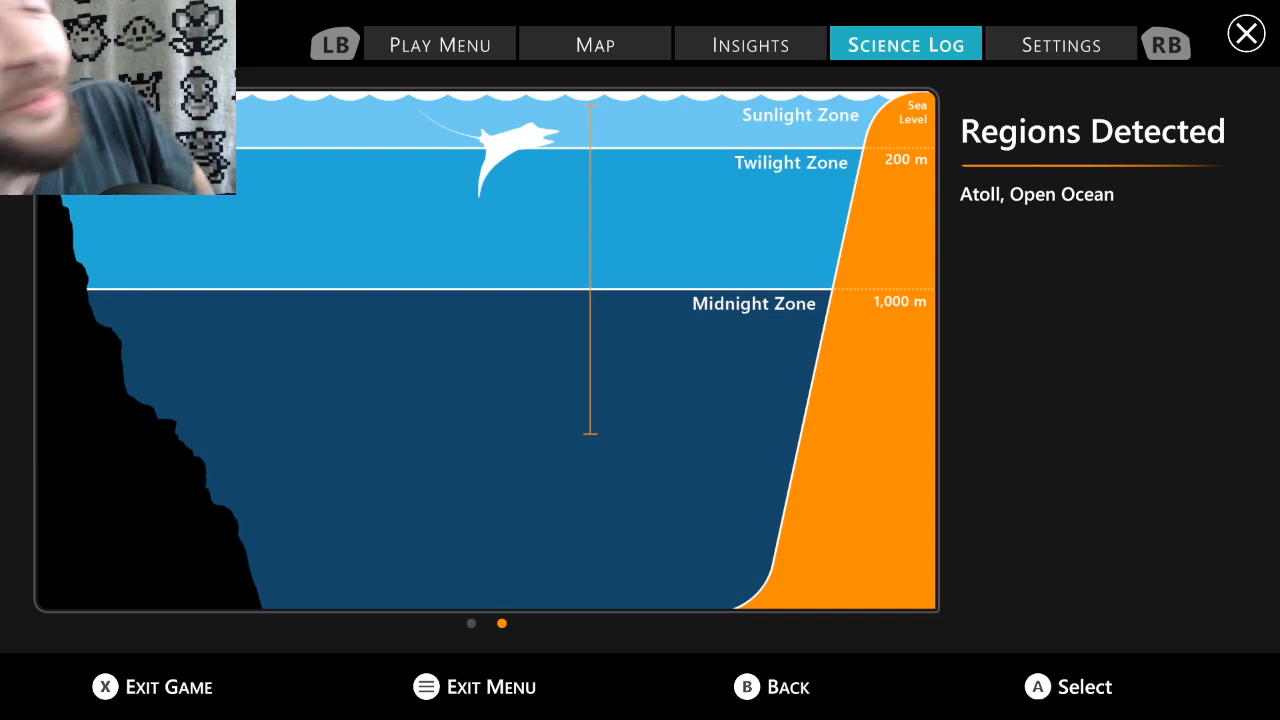 LB
PLAY MENU
MAP
INSIGHTS
SCIENCE LOG
SETTINGS
RB
Sunlight Zone
Sea
Level
Twilight Zone
200 m
Midnight Zone
1,000 m
Regions Detected
Atoll, Open Ocean
X EXIT GAME
EXIT MENU
B BACK
A Select